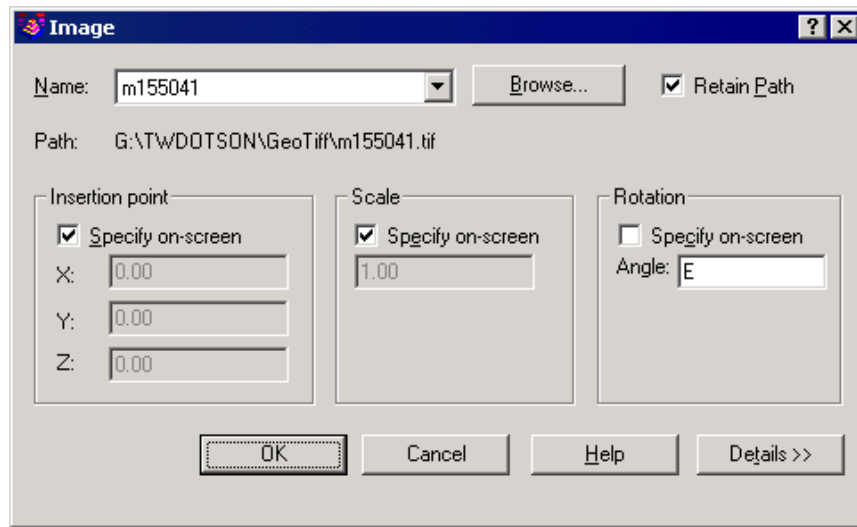 Image
Name: m155041 Browse... Retain Path
Path: G:\TWDOTSON\GeoTiff\m155041.tif
Insertion point Scale Rotation
Specify on-screen Specify on-screen Specify on-screen
X: 0.00 1.00 Angle: E
Y: 0.00
Z: 0.00
OK Cancel Help Details >>